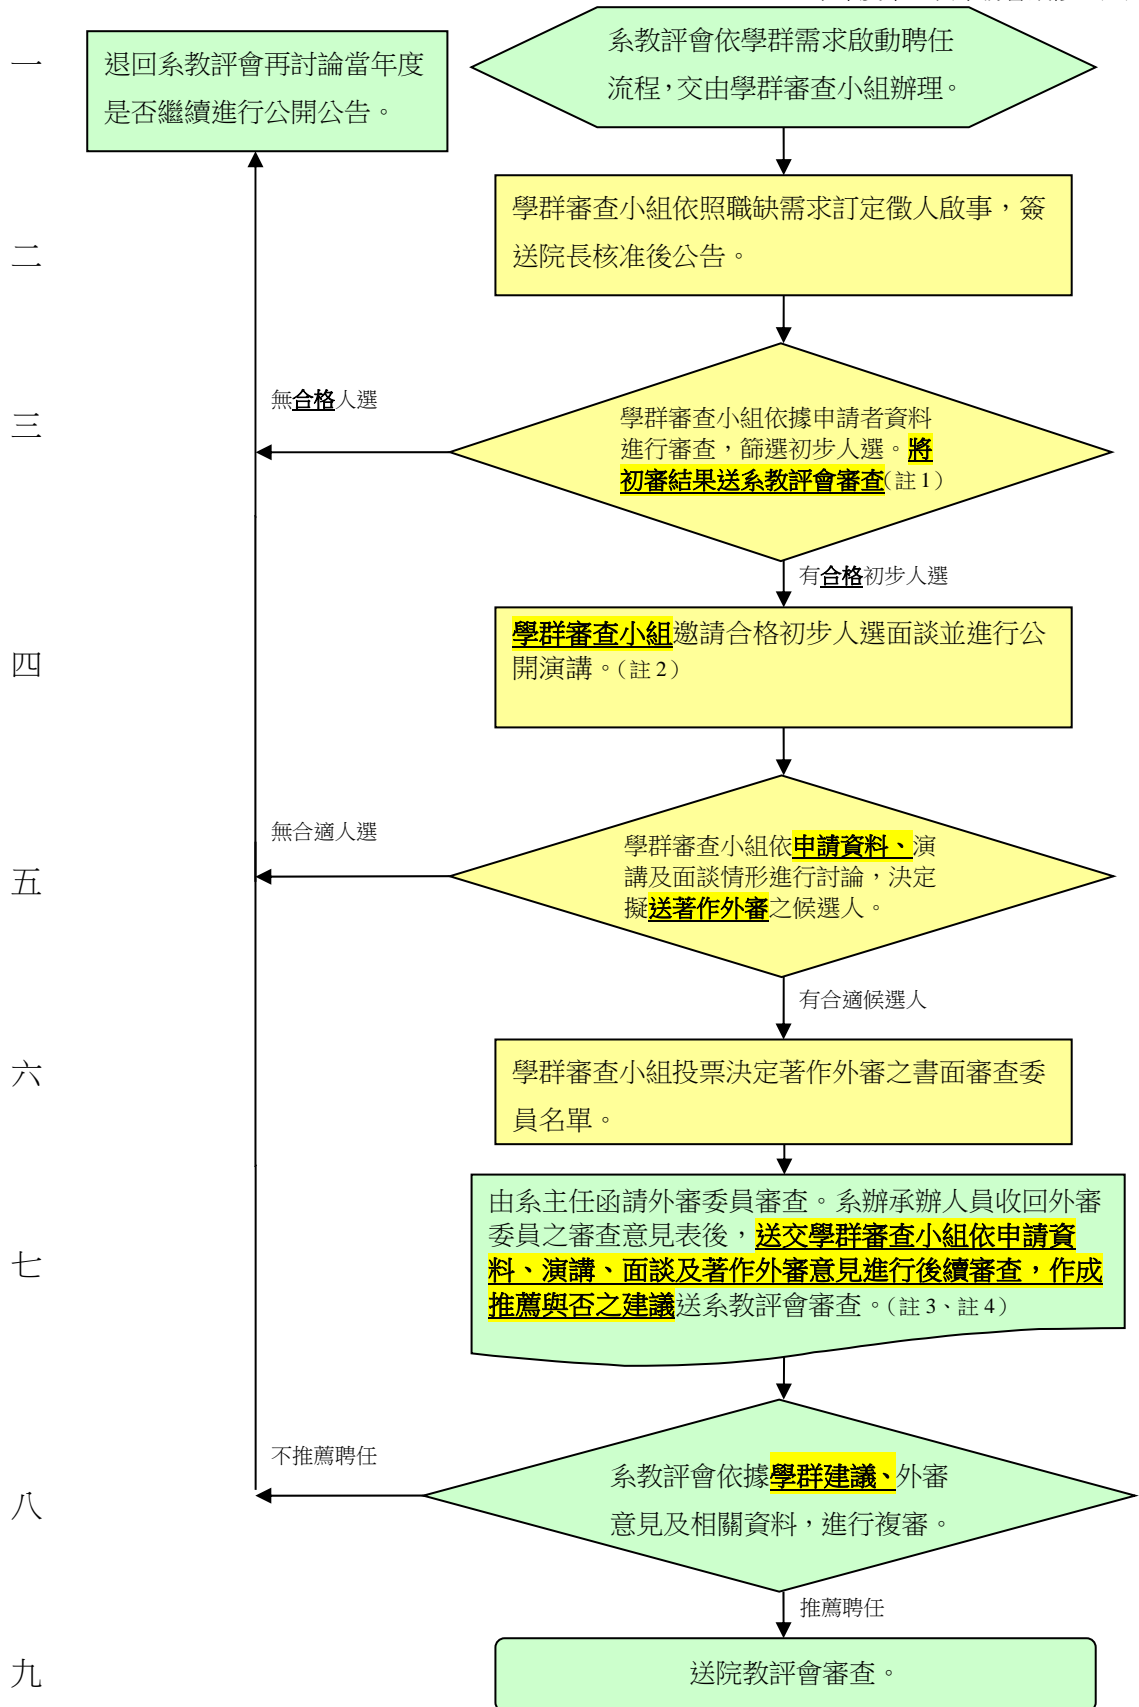 一
退回系教評會再討論當年度
是否繼續進行公開公告。
系教評會依學群需求啟動聘任
流程，交由學群審查小組辦理。
二
學群審查小組依照職缺需求訂定徵人啟事，簽
送院長核准後公告。
三
無合格人選
學群審查小組依據申請者資料
進行審查，篩選初步人選。將
初審結果送系教評會審查（註 1）
有合格初步人選
四
學群審查小組邀請合格初步人選面談並進行公
開演講。（註 2）
五
無合適人選
學群審查小組依申請資料、演
講及面談情形進行討論，決定
擬送著作外審之候選人。
有合適候選人
六
學群審查小組投票決定著作外審之書面審查委
員名單。
七
由系主任函請外審委員審查。系辦承辦人員收回外審
委員之審查意見表後，送交學群審查小組依申請資
料、演講、面談及著作外審意見進行後續審查，作成
推薦與否之建議送系教評會審查。（註 3、註 4）
八
不推薦聘任
系教評會依據學群建議、外審
意見及相關資料，進行複審。
推薦聘任
九
送院教評會審查。